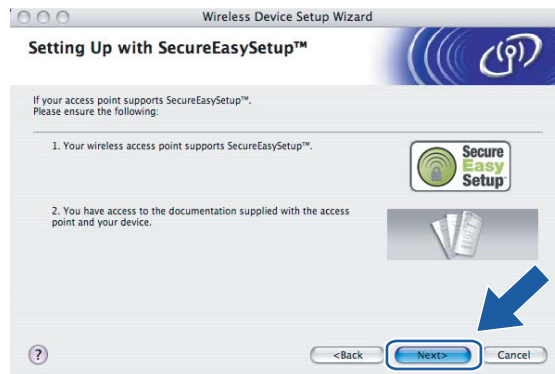 Wireless Device Setup Wizard
Setting Up with SecureEasySetup™
If your access point supports SecureEasySetup™.
Please ensure the following:
1. Your wireless access point supports SecureEasySetup™.
Secure
Easy
Setup
2. You have access to the documentation supplied with the access
point and your device.
?
<Back
Next>
Cancel